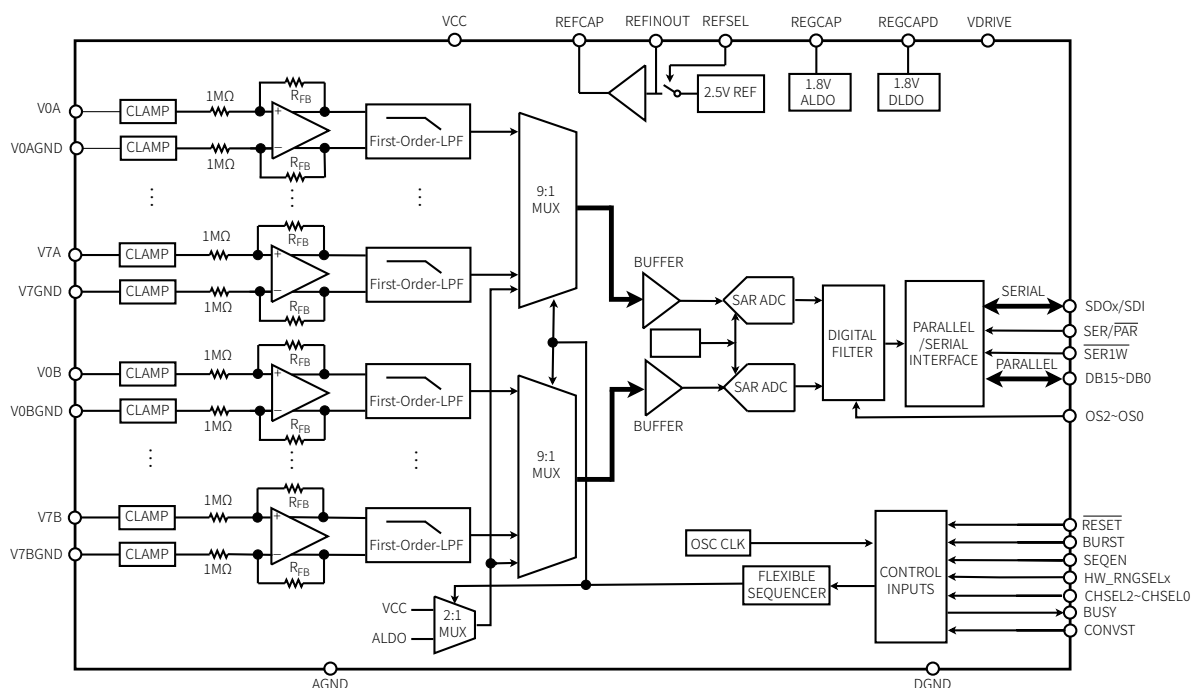 VCC
REFCAP
REFINOUT
REFSEL
REGCAP
REGCAPD
VDRIVE
2.5V REF
1.8V
ALDO
1.8V
DLDO
V0A
CLAMP
1MΩ
RFB
+
First-Order-LPF
V0AGND
CLAMP
1MΩ
−
RFB
⋮
⋮
⋮
9:1
MUX
V7A
CLAMP
1MΩ
RFB
+
First-Order-LPF
V7GND
CLAMP
1MΩ
−
RFB
BUFFER
SAR ADC
V0B
CLAMP
1MΩ
RFB
+
First-Order-LPF
V0BGND
CLAMP
1MΩ
−
RFB
⋮
⋮
⋮
SAR ADC
BUFFER
9:1
MUX
DIGITAL
FILTER
PARALLEL
/SERIAL
INTERFACE
SERIAL
SDOx/SDI
SER/P̅A̅R̅
S̅E̅R̅1̅W̅
PARALLEL
DB15~DB0
OS2~OS0
V7B
CLAMP
1MΩ
RFB
+
First-Order-LPF
V7BGND
CLAMP
1MΩ
−
RFB
VCC
ALDO
2:1
MUX
OSC CLK
FLEXIBLE
SEQUENCER
CONTROL
INPUTS
R̅E̅S̅E̅T̅
BURST
SEQEN
HW_RNGSELx
CHSEL2~CHSEL0
BUSY
CONVST
AGND
DGND